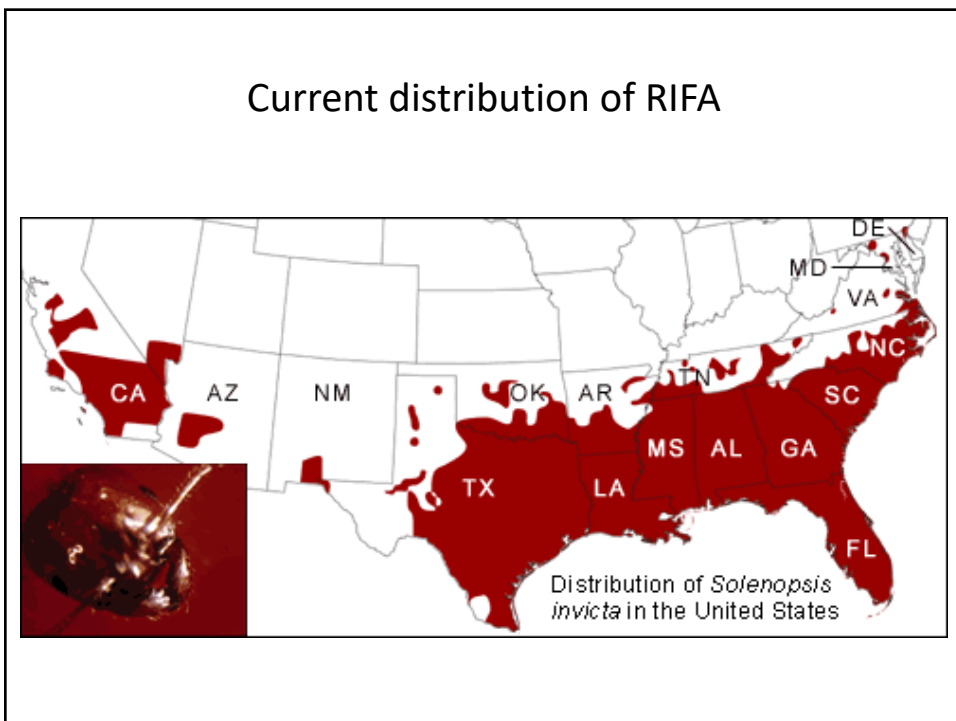 Current distribution of RIFA
DE
MD
VA
NC
CA
AZ
NM
OK
AR
TN
SC
MS
AL
GA
TX
LA
FL
Distribution of Solenopsis
invicta in the United States